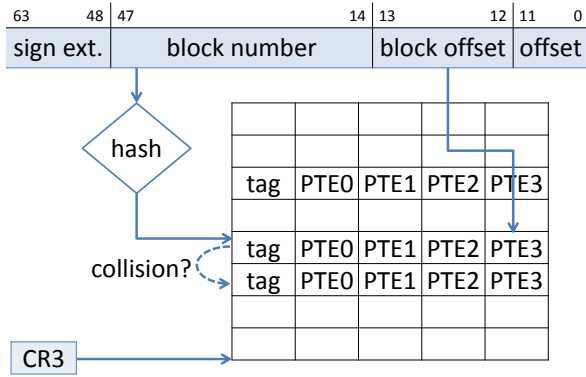 63 48 47 14 13 12 11 0
sign ext. block number block offset offset
hash
tag PTE0 PTE1 PTE2 PTE3
tag PTE0 PTE1 PTE2 PTE3
collision?
tag PTE0 PTE1 PTE2 PTE3
CR3